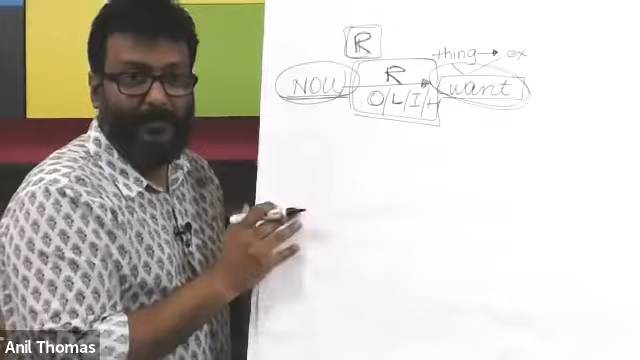 R
thing → ex
NOW R want
O/L/I/H
Anil Thomas